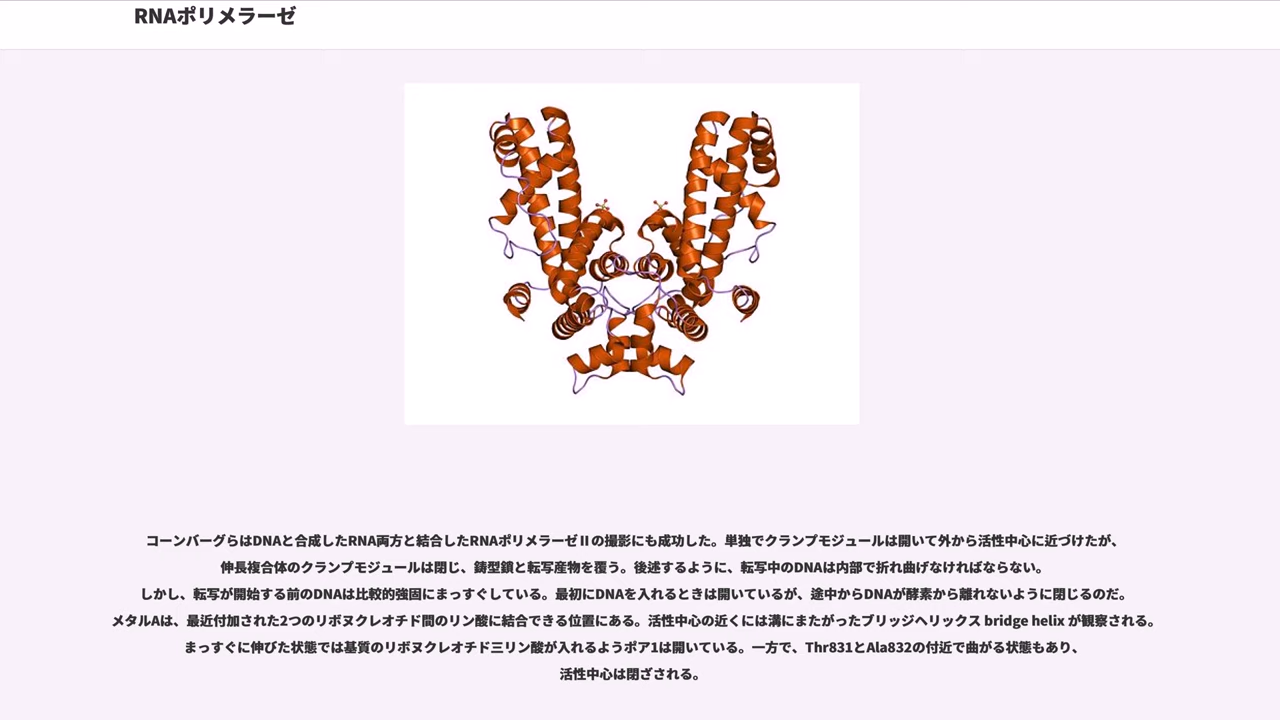 RNAポリメラーゼ
コーンバーグらはDNAと合成したRNA両方と結合したRNAポリメラーゼⅡの撮影にも成功した。単独でクランプモジュールは開いて外から活性中心に近づけたが、
伸長複合体のクランプモジュールは閉じ、鋳型鎖と転写産物を覆う。後述するように、転写中のDNAは内部で折れ曲げなければならない。
しかし、転写が開始する前のDNAは比較的強固にまっすぐしている。最初にDNAを入れるときは開いているが、途中からDNAが酵素から離れないように閉じるのだ。
メタルAは、最近付加された2つのリボヌクレオチド間のリン酸に結合できる位置にある。活性中心の近くには溝にまたがったブリッジヘリックス bridge helix が観察される。
まっすぐに伸びた状態では基質のリボヌクレオチド三リン酸が入れるようポア1は開いている。一方で、Thr831とAla832の付近で曲がる状態もあり、
活性中心は閉ざされる。